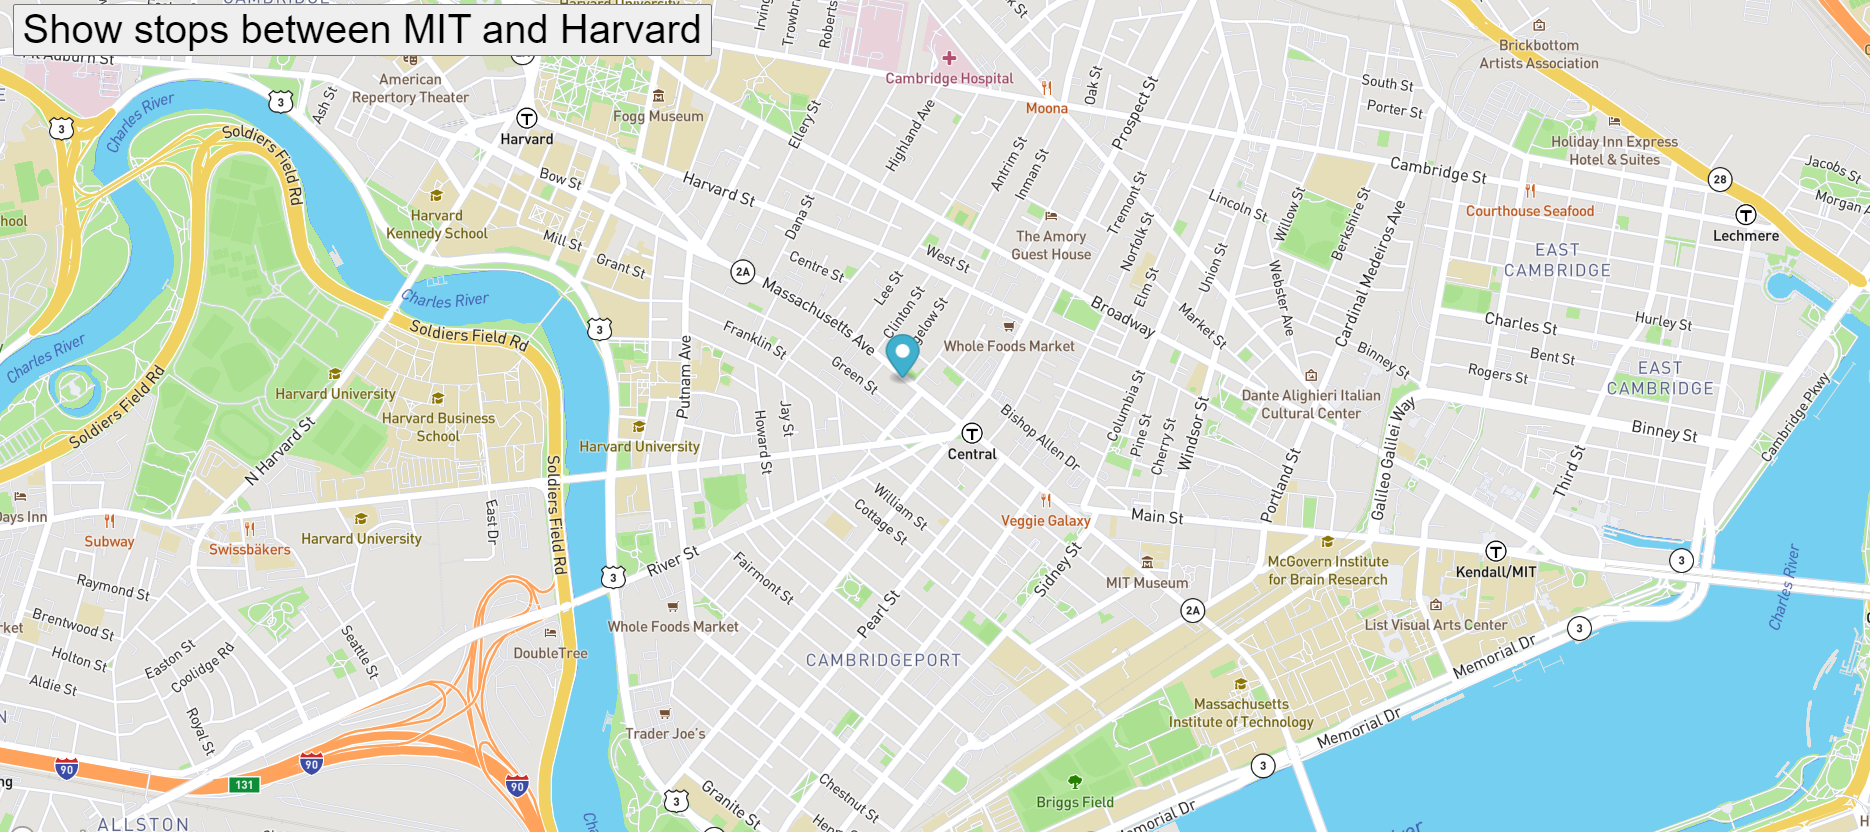 Show stops between MIT and Harvard
Harvard University
Mt Auburn St
Charles River
3
3
Ash St
American
Repertory Theater
Harvard
Fogg Museum
Ellery St
Cambridge Hospital
Moona
Oak St
Prospect St
South St
Porter St
Brickbottom
Artists Association
Holiday Inn Express
Hotel & Suites
28
Jacobs St
Cambridge St
Courthouse Seafood
Lechmere
Soldiers Field Rd
Bow St
Harvard St
Highland Ave
Antrim St
Inman St
Harvard
Kennedy School
Mill St
Grant St
Dana St
Centre St
West St
Lee St
Clinton St
The Amory
Guest House
Tremont St
Norfolk St
Elm St
Union St
Lincoln St
Willow St
Berkshire St
Webster Ave
Cardinal Medeiros Ave
EAST
CAMBRIDGE
2A
Massachusetts Ave
Charles River
Soldiers Field Rd
3
Franklin St
Green St
Putnam Ave
Whole Foods Market
Broadway
Market St
Binney St
Charles St
Hurley St
Bent St
Rogers St
EAST
CAMBRIDGE
Charles River
Soldiers Field Rd
Harvard University
Harvard Business
School
N Harvard St
Harvard University
Howard St
Jay St
Central
Bishop Allen Dr
Columbia St
Pine St
Cherry St
Windsor St
Dante Alighieri Italian
Cultural Center
Galileo Galilei Way
Binney St
Cambridge Pkwy
Third St
Portland St
Days Inn
Subway
Swissbäkers
Harvard University
East Dr
Soldiers Field Rd
William St
Cottage St
Veggie Galaxy
Main St
Sidney St
MIT Museum
McGovern Institute
for Brain Research
Kendall/MIT
3
Charles River
Raymond St
Brentwood St
Holton St
Aldie St
Easton St
Coolidge Rd
Seattle St
Royal St
3
River St
Fairmont St
Whole Foods Market
DoubleTree
Pearl St
CAMBRIDGEPORT
2A
List Visual Arts Center
3
Memorial Dr
Massachusetts
Institute of Technology
Memorial Dr
3
Trader Joe's
90
131
90
90
3
Granite St
Chestnut St
Briggs Field
Memorial Dr
ALLSTON